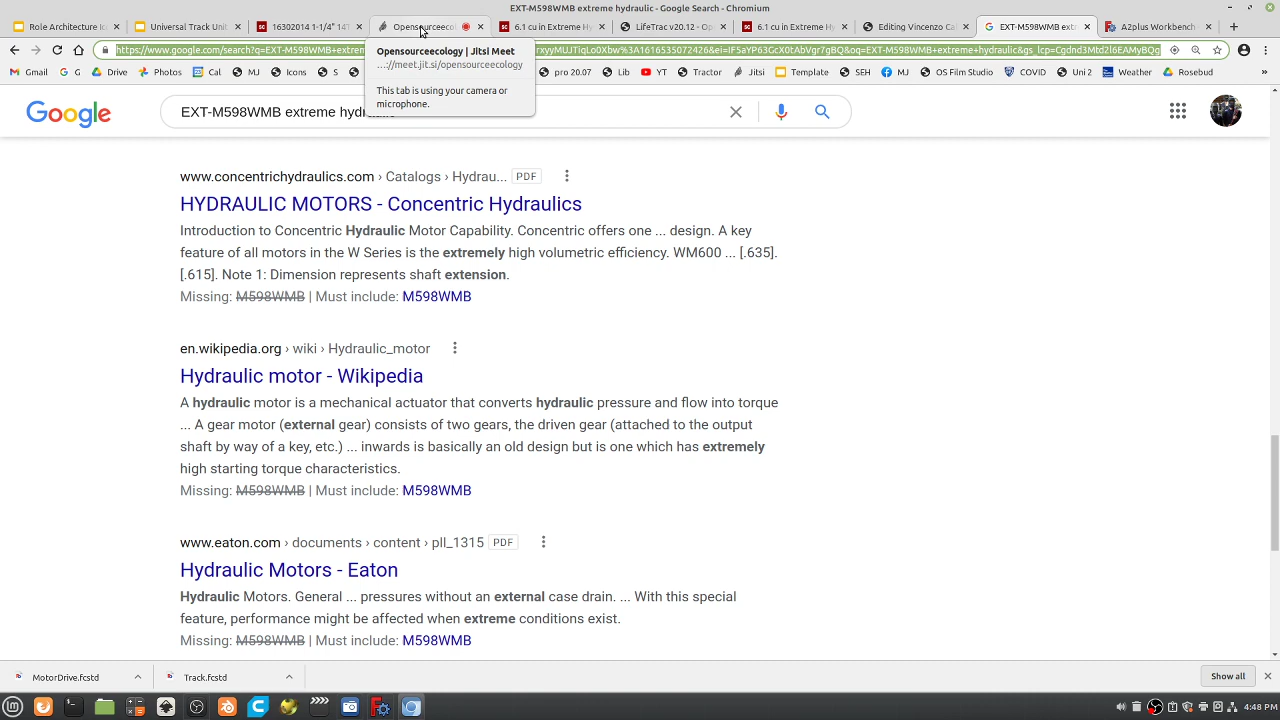 EXT-M598WMB extreme hydraulic - Google Search - Chromium
Rise Architecture Ic
Universal Track Unit
16302014 1-1/4" 14T
Opensourceecol
6.1 cu in Extreme Hy
LifeTrac v20.12 - Op
6.1 cu in Extreme Hy
Editing Vincenzo Ca
EXT-M598WMB extr
A2plus Workbench
Gmail
G
Drive
Photos
Cal
S
MJ
Icons
S
pro 20.07
Lib
YT
Tractor
Jitsi
Template
SEH
MJ
OS Film Studio
COVID
Uni 2
Weather
Rosebud
Opensourceecology | Jitsi Meet
...://meet.jit.si/opensourceecology
This tab is using your camera or
microphone.
Google
EXT-M598WMB extreme hydraulic
www.concentrichydraulics.com › Catalogs › Hydrau... PDF
HYDRAULIC MOTORS - Concentric Hydraulics
Introduction to Concentric Hydraulic Motor Capability. Concentric offers one ... design. A key
feature of all motors in the W Series is the extremely high volumetric efficiency. WM600 ... [.635].
[.615]. Note 1: Dimension represents shaft extension.
Missing: M598WMB | Must include: M598WMB
en.wikipedia.org › wiki › Hydraulic_motor
Hydraulic motor - Wikipedia
A hydraulic motor is a mechanical actuator that converts hydraulic pressure and flow into torque
... A gear motor (external gear) consists of two gears, the driven gear (attached to the output
shaft by way of a key, etc.) ... inwards is basically an old design but is one which has extremely
high starting torque characteristics.
Missing: M598WMB | Must include: M598WMB
www.eaton.com › documents › content › pll_1315 PDF
Hydraulic Motors - Eaton
Hydraulic Motors. General ... pressures without an external case drain. ... With this special
feature, performance might be affected when extreme conditions exist.
Missing: M598WMB | Must include: M598WMB
MotorDrive.fcstd
Track.fcstd
Show all
4:48 PM